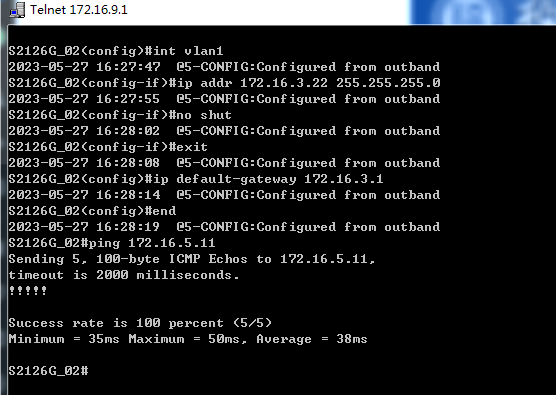 Telnet 172.16.9.1
S2126G_02(config)#int vlan1
2023-05-27 16:27:47  @5-CONFIG:Configured from outband
S2126G_02(config-if)#ip addr 172.16.3.22 255.255.255.0
2023-05-27 16:27:55  @5-CONFIG:Configured from outband
S2126G_02(config-if)#no shut
2023-05-27 16:28:02  @5-CONFIG:Configured from outband
S2126G_02(config-if)#exit
2023-05-27 16:28:08  @5-CONFIG:Configured from outband
S2126G_02(config)#ip default-gateway 172.16.3.1
2023-05-27 16:28:14  @5-CONFIG:Configured from outband
S2126G_02(config)#end
2023-05-27 16:28:19  @5-CONFIG:Configured from outband
S2126G_02#ping 172.16.5.11
Sending 5, 100-byte ICMP Echos to 172.16.5.11,
timeout is 2000 milliseconds.
!!!!!
Success rate is 100 percent (5/5)
Minimum = 35ms Maximum = 50ms, Average = 38ms
S2126G_02#